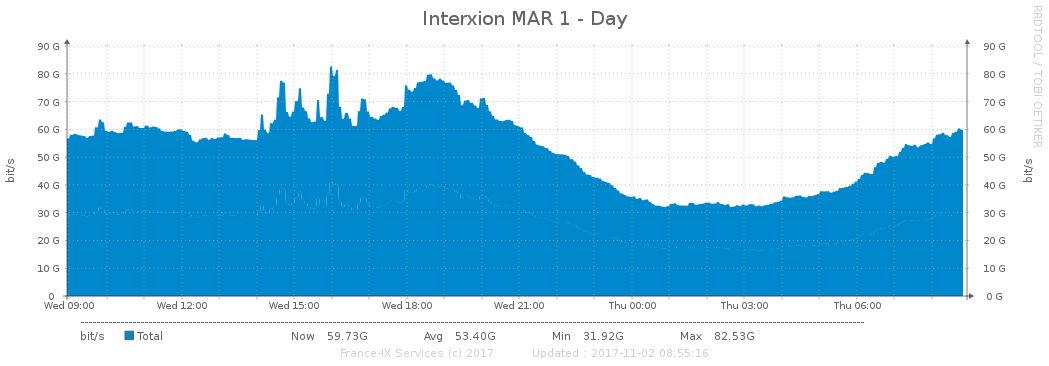 Interxion MAR 1 - Day
RRDTOOL / TOBI OETIKER
90 G 90 G
80 G 80 G
70 G 70 G
60 G 60 G
50 G 50 G
40 G 40 G
30 G 30 G
20 G 20 G
10 G 10 G
0 0 G
bit/s bit/s
Wed 09:00 Wed 12:00 Wed 15:00 Wed 18:00 Wed 21:00 Thu 00:00 Thu 03:00 Thu 06:00
bit/s Total Now 59.73G Avg 53.40G Min 31.92G Max 82.53G
France-IX Services (c) 2017 Updated : 2017-11-02 08:55:16